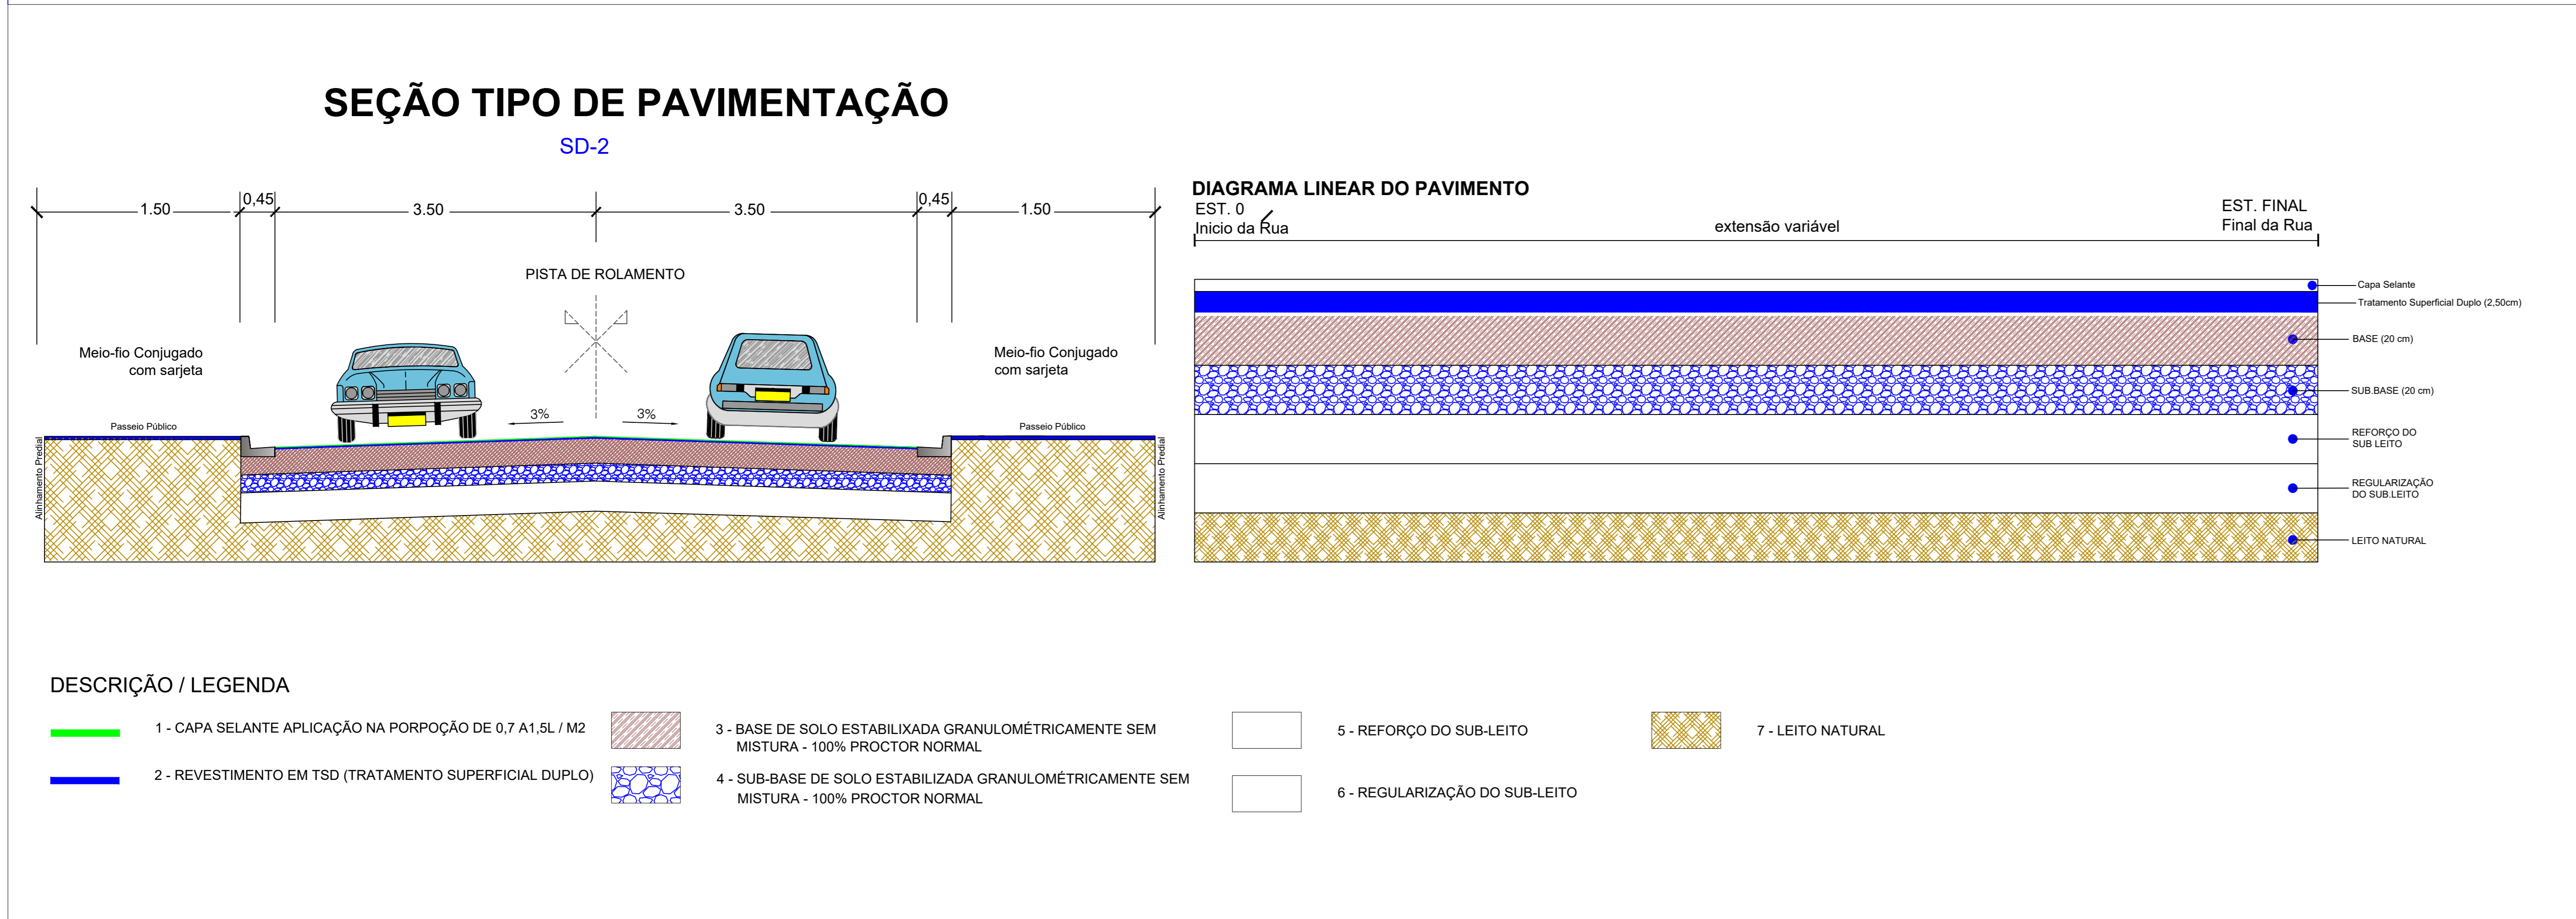 SEÇÃO TIPO DE PAVIMENTAÇÃO
SD-2
1.50
0,45
3.50
3.50
0,45
1.50
PISTA DE ROLAMENTO
Meio-fio Conjugado
com sarjeta
Meio-fio Conjugado
com sarjeta
3%
3%
Passeio Público
Passeio Público
Alinhamento Predial
Alinhamento Predial
DIAGRAMA LINEAR DO PAVIMENTO
EST. 0
Inicio da Rua
extensão variável
EST. FINAL
Final da Rua
Capa Selante
Tratamento Superficial Duplo (2,50cm)
BASE (20 cm)
SUB.BASE (20 cm)
REFORÇO DO
SUB LEITO
REGULARIZAÇÃO
DO SUB.LEITO
LEITO NATURAL
DESCRIÇÃO / LEGENDA
1 - CAPA SELANTE APLICAÇÃO NA PORPOÇÃO DE 0,7 A1,5L / M2
2 - REVESTIMENTO EM TSD (TRATAMENTO SUPERFICIAL DUPLO)
3 - BASE DE SOLO ESTABILIXADA GRANULOMÉTRICAMENTE SEM
MISTURA - 100% PROCTOR NORMAL
4 - SUB-BASE DE SOLO ESTABILIZADA GRANULOMÉTRICAMENTE SEM
MISTURA - 100% PROCTOR NORMAL
5 - REFORÇO DO SUB-LEITO
6 - REGULARIZAÇÃO DO SUB-LEITO
7 - LEITO NATURAL